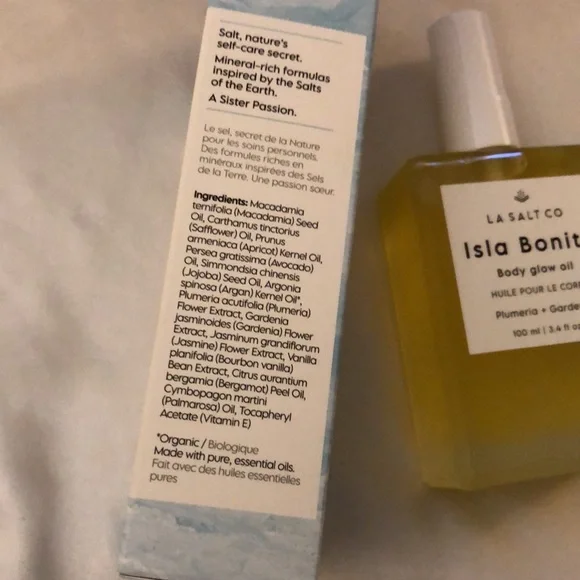 Salt, nature's
self-care secret.
Mineral-rich formulas
inspired by the Salts
of the Earth.
A Sister Passion.
Le sel, secret de la Nature
pour les soins personnels.
Des formules riches en
minéraux inspirées des Sels
de la Terre. Une passion sœur.
Ingredients: Macadamia
ternifolia (Macadamia) Seed
Oil, Carthamus tinctorius
(Safflower) Oil, Prunus
armeniaca (Apricot) Kernel Oil,
Persea gratissima (Avocado)
Oil, Simmondsia chinensis
(Jojoba) Seed Oil, Argonia
spinosa (Argan) Kernel Oil*,
Plumeria acutifolia (Plumeria)
Flower Extract, Gardenia
jasminoides (Gardenia) Flower
Extract, Jasminum grandiflorum
(Jasmine) Flower Extract, Vanilla
planifolia (Bourbon vanilla)
Bean Extract, Citrus aurantium
bergamia (Bergamot) Peel Oil,
Cymbopogon martini
(Palmarosa) Oil, Tocapheryl
Acetate (Vitamin E)
*Organic / Biologique
Made with pure, essential oils.
Fait avec des huiles essentielles
pures
LA SALT CO
Isla Bonit
Body glow oil
HUILE POUR LE COR
Plumeria + Garde
100 ml | 3.4 fl o